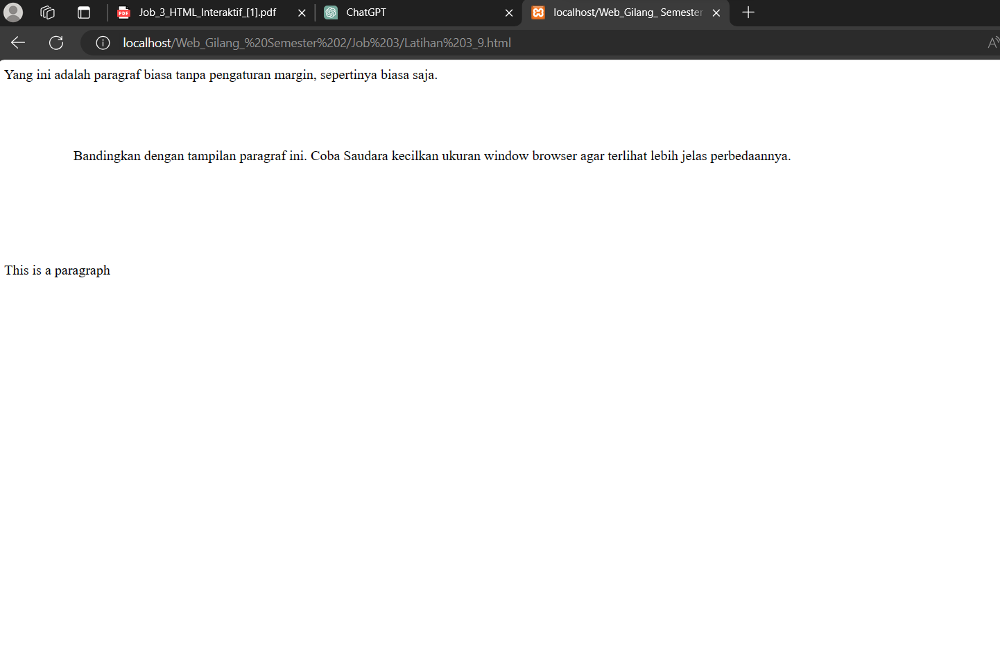 Job_3_HTML_Interaktif_[1].pdf
ChatGPT
localhost/Web_Gilang_ Semester
localhost/Web_Gilang_%20Semester%202/Job%203/Latihan%203_9.html
Yang ini adalah paragraf biasa tanpa pengaturan margin, sepertinya biasa saja.
Bandingkan dengan tampilan paragraf ini. Coba Saudara kecilkan ukuran window browser agar terlihat lebih jelas perbedaannya.
This is a paragraph